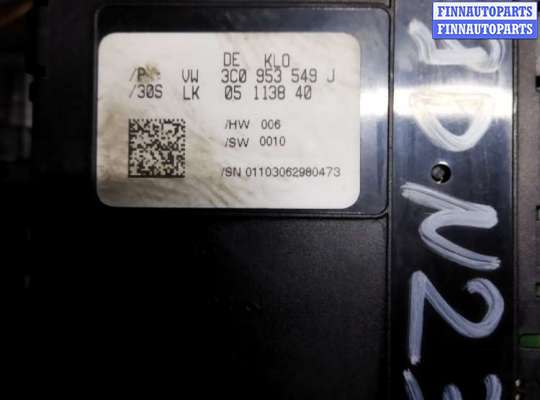 FINNAUTOPARTS
FINNAUTOPARTS
DE KLO
VW 3C0 953 549 J
/30S LK 05 1138 40
/HW 006
/SW 0010
/SN 01103062980473
N2